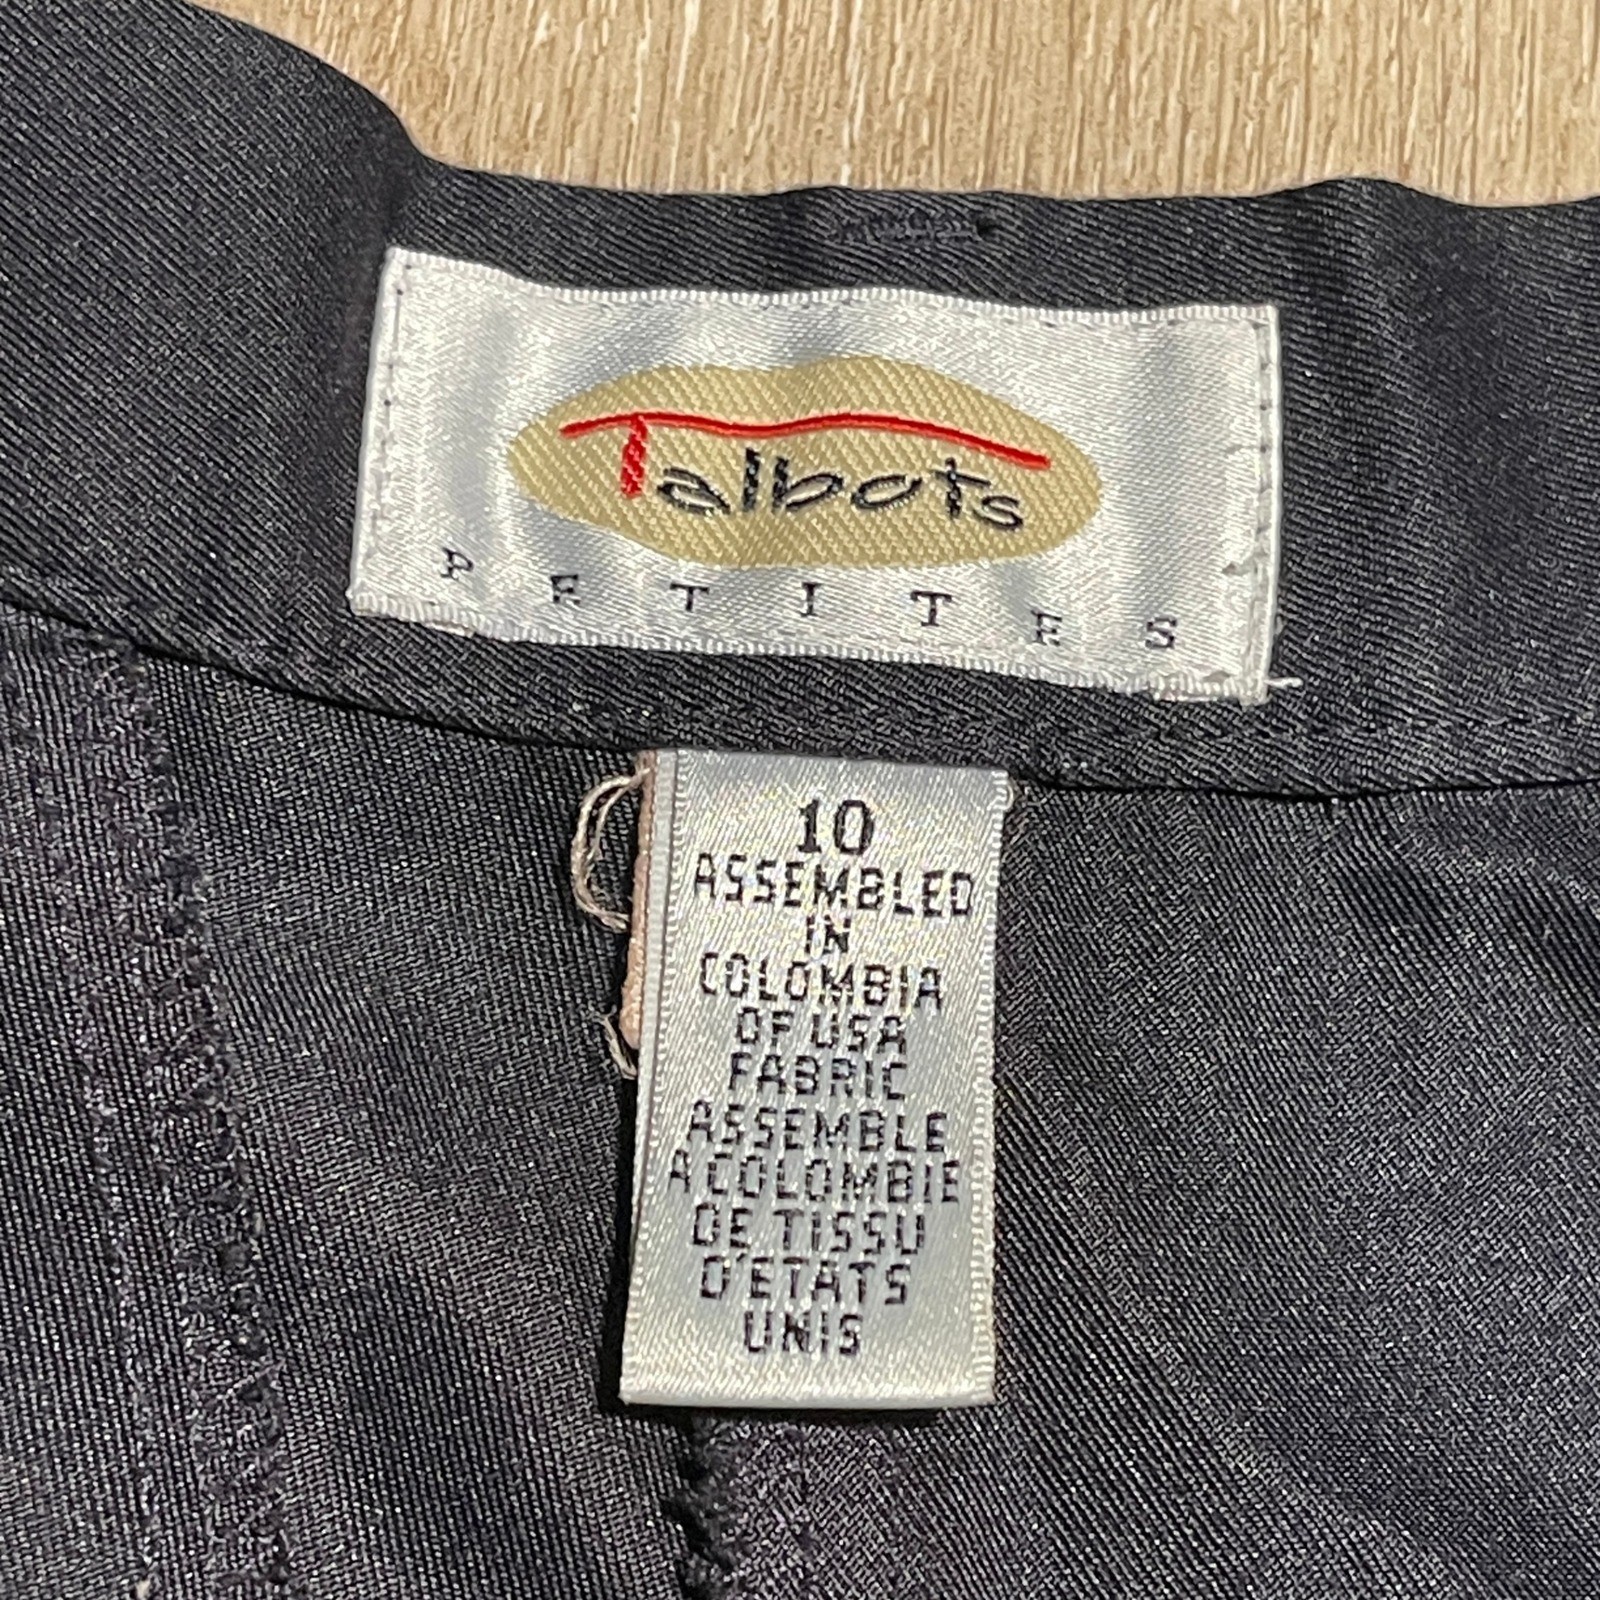 Talbots
PETITES
10
ASSEMBLED
IN
COLOMBIA
OF USA
FABRIC
ASSEMBLE
A COLOMBIE
DE TISSU
D'ETATS
UNIS